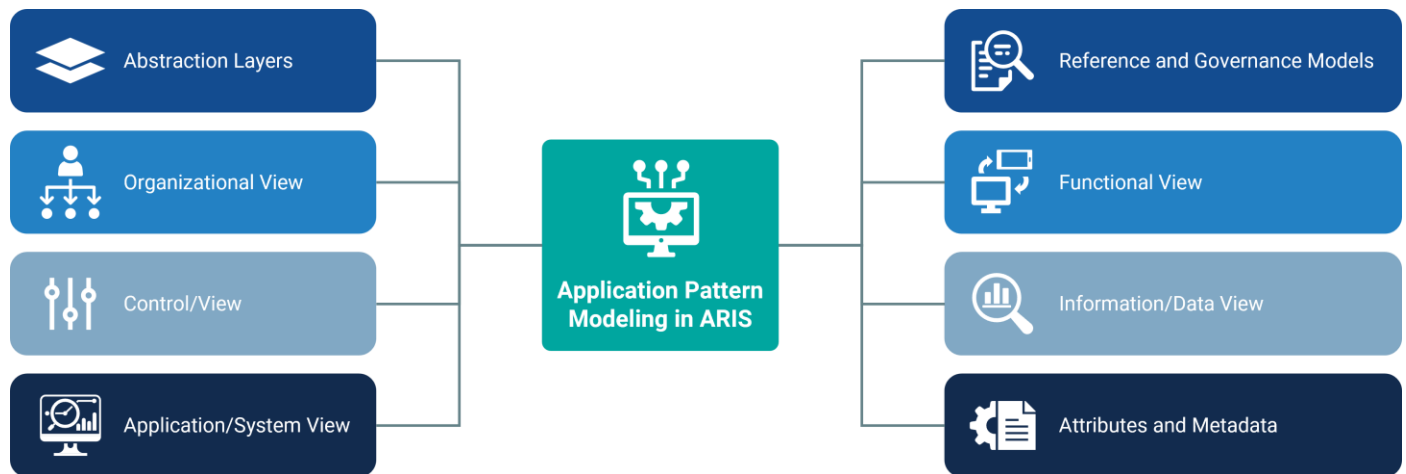 Abstraction Layers
Organizational View
Control/View
Application/System View
Application Pattern
Modeling in ARIS
Reference and Governance Models
Functional View
Information/Data View
Attributes and Metadata